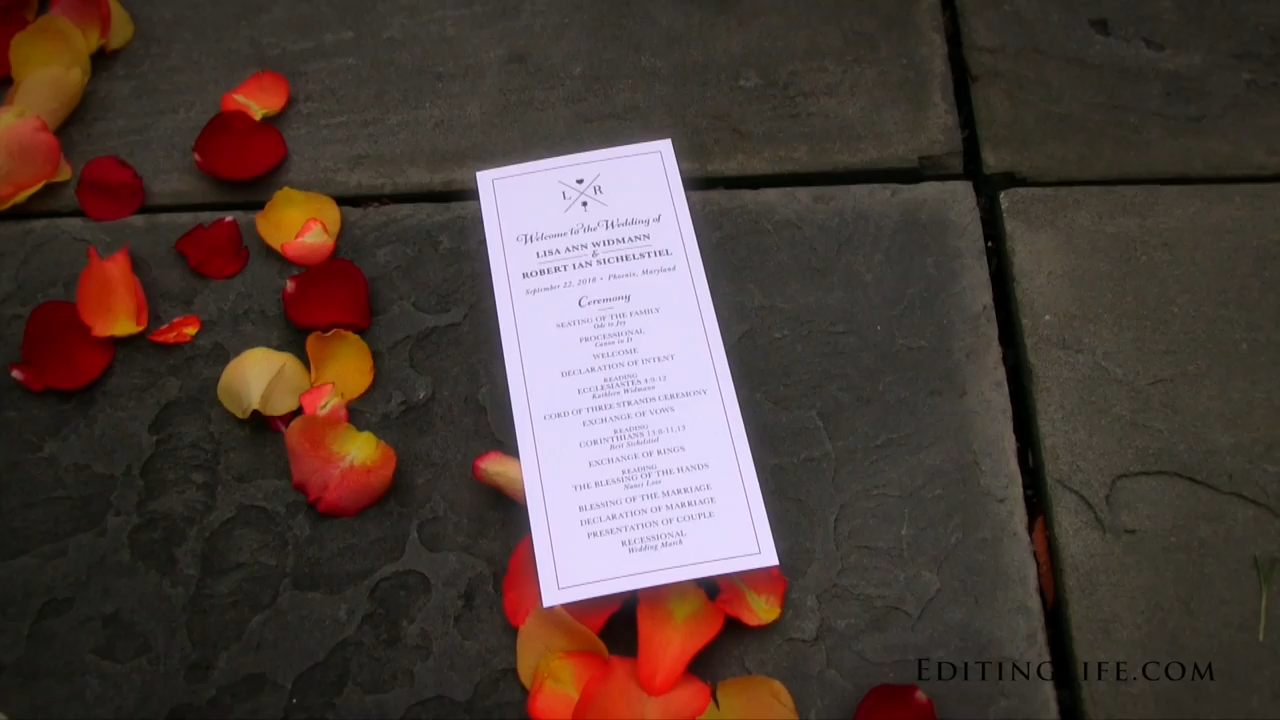 L R
Welcome to the Wedding of
LISA ANN WIDMANN
&
ROBERT IAN SICHELSTIEL
September 22, 2018 • Phoenix, Maryland
Ceremony
SEATING OF THE FAMILY
Ode to Joy
PROCESSIONAL
Canon in D
WELCOME
DECLARATION OF INTENT
READING
ECCLESIASTES 4:9-12
Kathleen Widmann
CORD OF THREE STRANDS CEREMONY
EXCHANGE OF VOWS
READING
CORINTHIANS 13:8-11,13
Sichelstiel
EXCHANGE OF RINGS
READING
THE BLESSING OF THE HANDS
Nanci Love
BLESSING OF THE MARRIAGE
DECLARATION OF MARRIAGE
PRESENTATION OF COUPLE
RECESSIONAL
Wedding March
EDITINGLIFE.COM